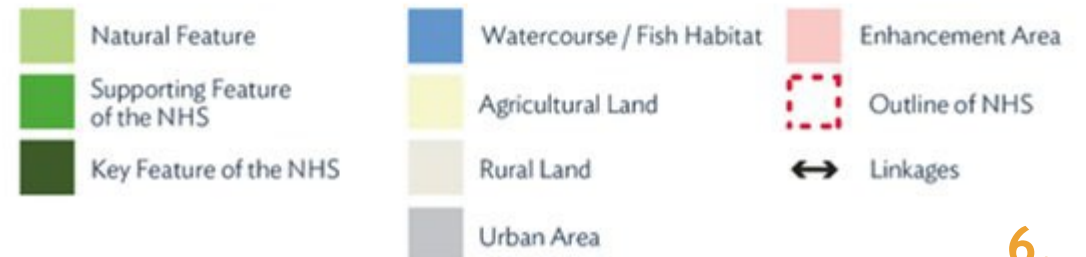 Natural Feature
Supporting Feature
of the NHS
Key Feature of the NHS
Watercourse / Fish Habitat
Agricultural Land
Rural Land
Urban Area
Enhancement Area
Outline of NHS
Linkages
6.